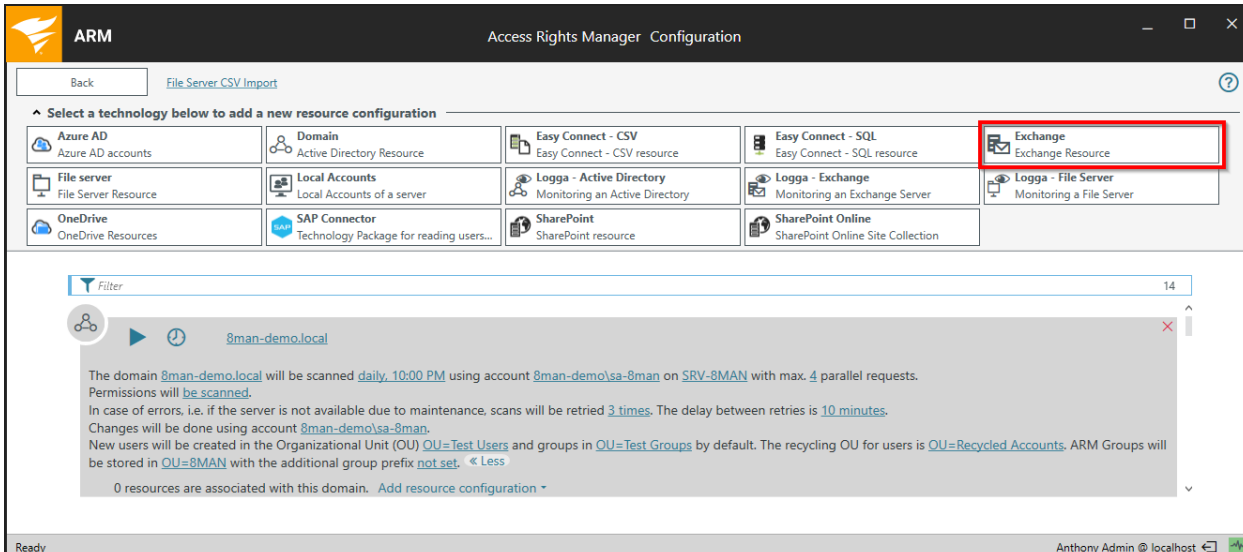 ARM
Access Rights Manager Configuration
Back
File Server CSV Import
Select a technology below to add a new resource configuration
Azure AD
Azure AD accounts
Domain
Active Directory Resource
Easy Connect - CSV
Easy Connect - CSV resource
Easy Connect - SQL
Easy Connect - SQL resource
Exchange
Exchange Resource
File server
File Server Resource
Local Accounts
Local Accounts of a server
Logga - Active Directory
Monitoring an Active Directory
Logga - Exchange
Monitoring an Exchange Server
Logga - File Server
Monitoring a File Server
OneDrive
OneDrive Resources
SAP
SAP Connector
Technology Package for reading users...
SharePoint
SharePoint resource
SharePoint Online
SharePoint Online Site Collection
Filter
14
8man-demo.local
The domain 8man-demo.local will be scanned daily, 10:00 PM using account 8man-demo\sa-8man on SRV-8MAN with max. 4 parallel requests.
Permissions will be scanned.
In case of errors, i.e. if the server is not available due to maintenance, scans will be retried 3 times. The delay between retries is 10 minutes.
Changes will be done using account 8man-demo\sa-8man.
New users will be created in the Organizational Unit (OU) OU=Test Users and groups in OU=Test Groups by default. The recycling OU for users is OU=Recycled Accounts. ARM Groups will
be stored in OU=8MAN with the additional group prefix not set. « Less
0 resources are associated with this domain. Add resource configuration
Ready
Anthony Admin @ localhost